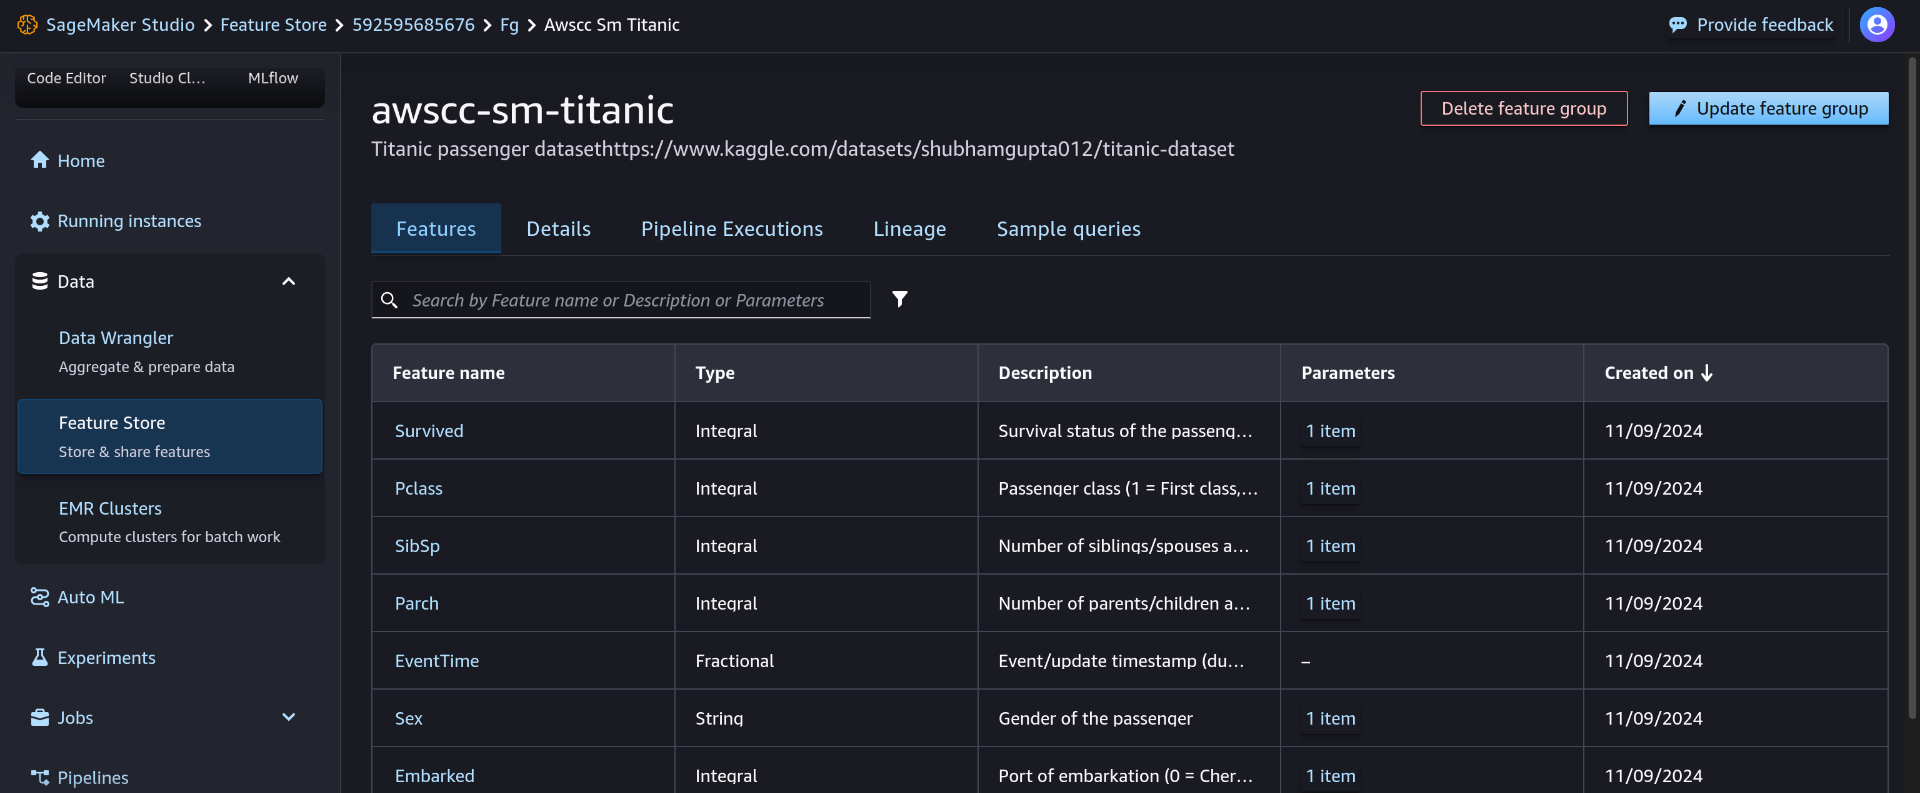 SageMaker Studio > Feature Store > 592595685676 > Fg > Awscc Sm Titanic
Provide feedback
Code Editor Studio Cl... MLflow
Home
Running instances
Data
Data Wrangler
Aggregate & prepare data
Feature Store
Store & share features
EMR Clusters
Compute clusters for batch work
Auto ML
Experiments
Jobs
Pipelines
awscc-sm-titanic
Titanic passenger datasethttps://www.kaggle.com/datasets/shubhamgupta012/titanic-dataset
Delete feature group
Update feature group
Features Details Pipeline Executions Lineage Sample queries
Search by Feature name or Description or Parameters
Feature name Type Description Parameters Created on
Survived Integral Survival status of the passeng... 1 item 11/09/2024
Pclass Integral Passenger class (1 = First class,... 1 item 11/09/2024
SibSp Integral Number of siblings/spouses a... 1 item 11/09/2024
Parch Integral Number of parents/children a... 1 item 11/09/2024
EventTime Fractional Event/update timestamp (du... – 11/09/2024
Sex String Gender of the passenger 1 item 11/09/2024
Embarked Integral Port of embarkation (0 = Cher... 1 item 11/09/2024